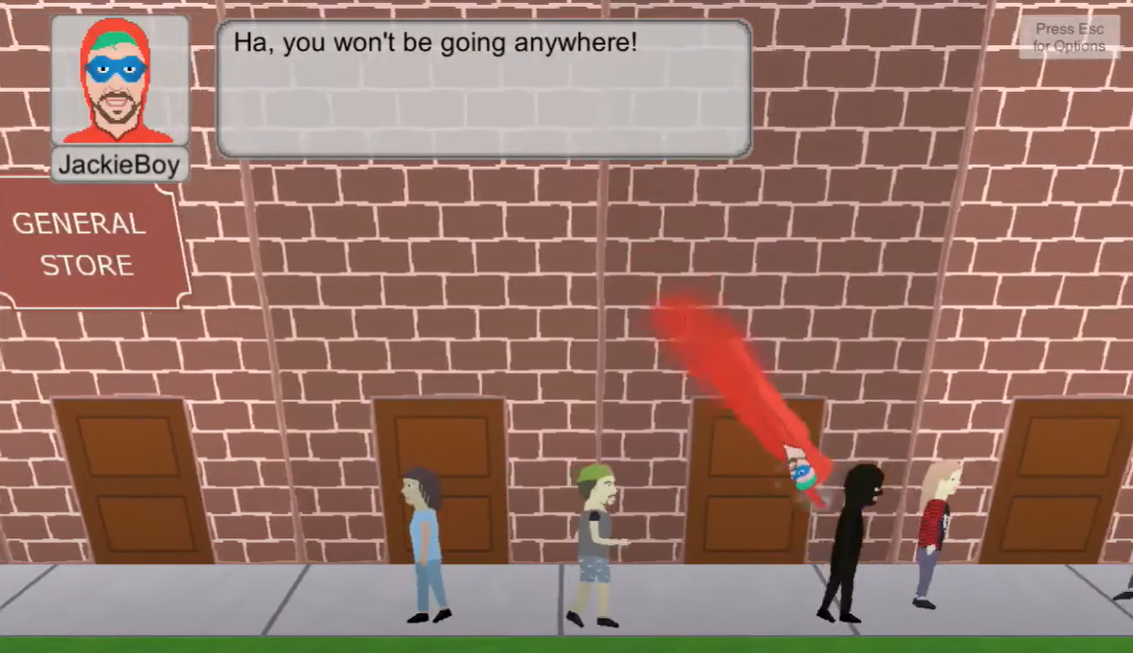 Ha, you won't be going anywhere!
Press Esc
for Options
JackieBoy
GENERAL
STORE